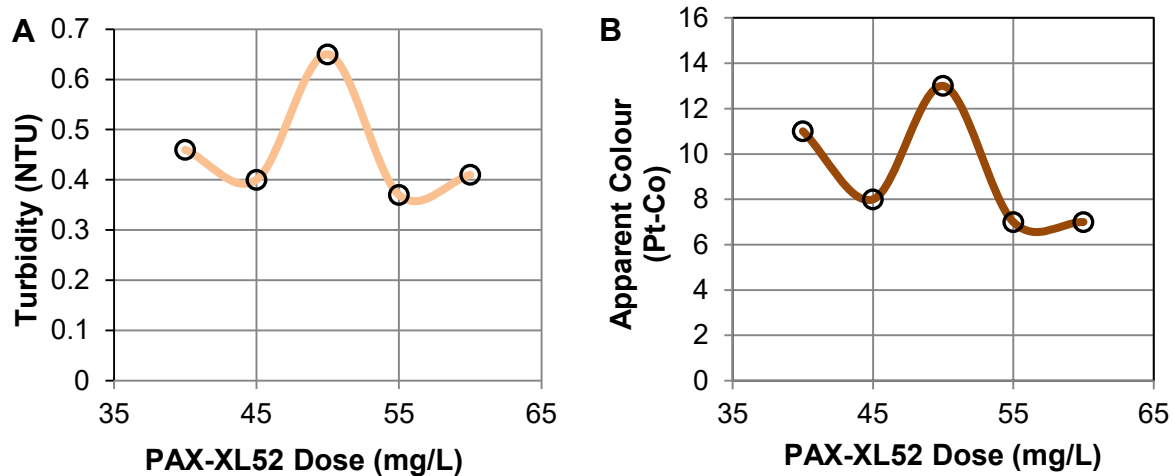 A
Turbidity (NTU)
0.7
0.6
0.5
0.4
0.3
0.2
0.1
0
35 45 55 65
PAX-XL52 Dose (mg/L)
B
Apparent Colour
(Pt-Co)
16
14
12
10
8
6
4
2
0
35 45 55 65
PAX-XL52 Dose (mg/L)